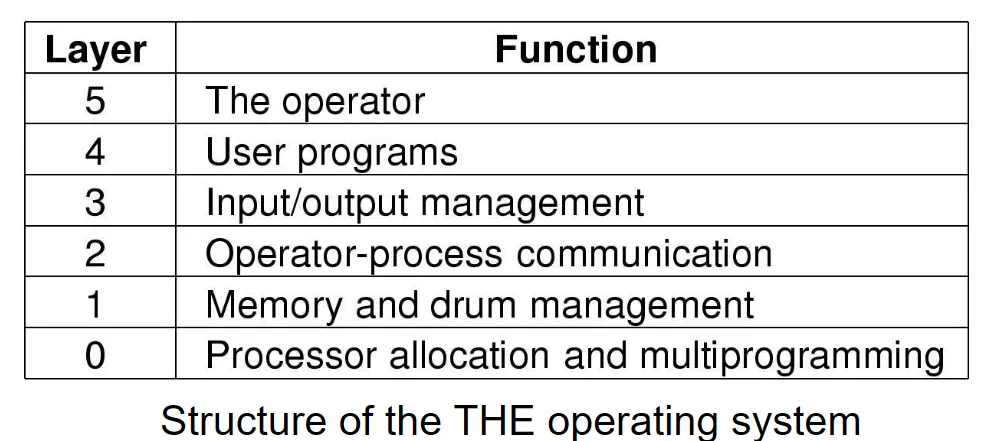 Layer Function
5 The operator
4 User programs
3 Input/output management
2 Operator-process communication
1 Memory and drum management
0 Processor allocation and multiprogramming
Structure of the THE operating system